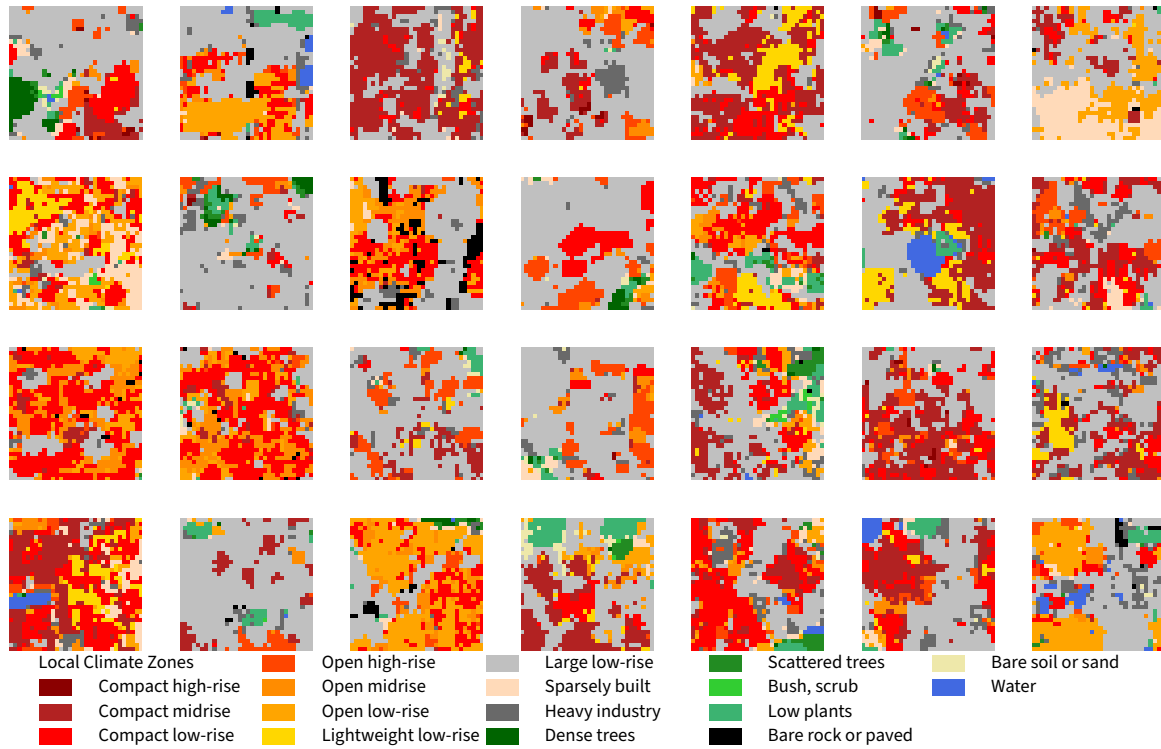 Local Climate Zones
Compact high-rise
Compact midrise
Compact low-rise
Open high-rise
Open midrise
Open low-rise
Lightweight low-rise
Large low-rise
Sparsely built
Heavy industry
Dense trees
Scattered trees
Bush, scrub
Low plants
Bare rock or paved
Bare soil or sand
Water